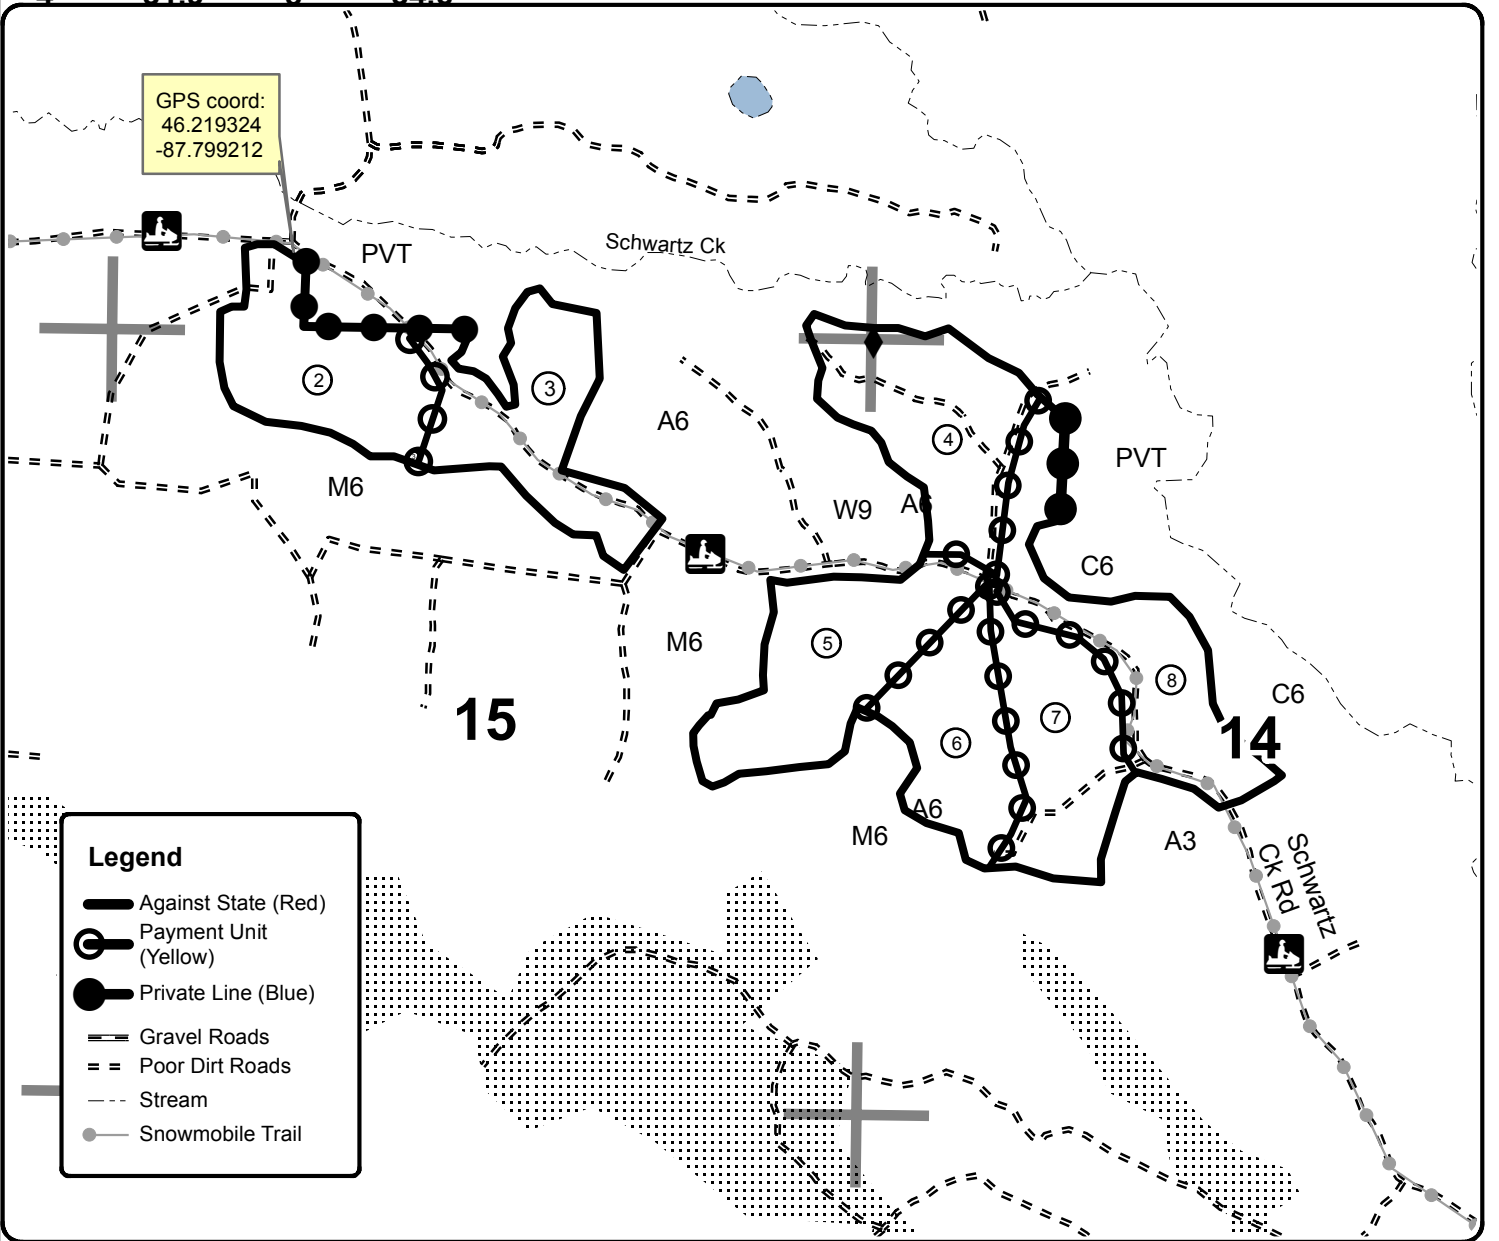 GPS coord:
46.219324
-87.799212
PVT
Schwartz Ck
2
3
A6
4
PVT
M6
W9
A6
C6
M6
5
8
C6
15
7
14
6
A6
M6
A3
Schwartz
Ck Rd
Legend
Against State (Red)
Payment Unit
(Yellow)
Private Line (Blue)
Gravel Roads
Poor Dirt Roads
Stream
Snowmobile Trail